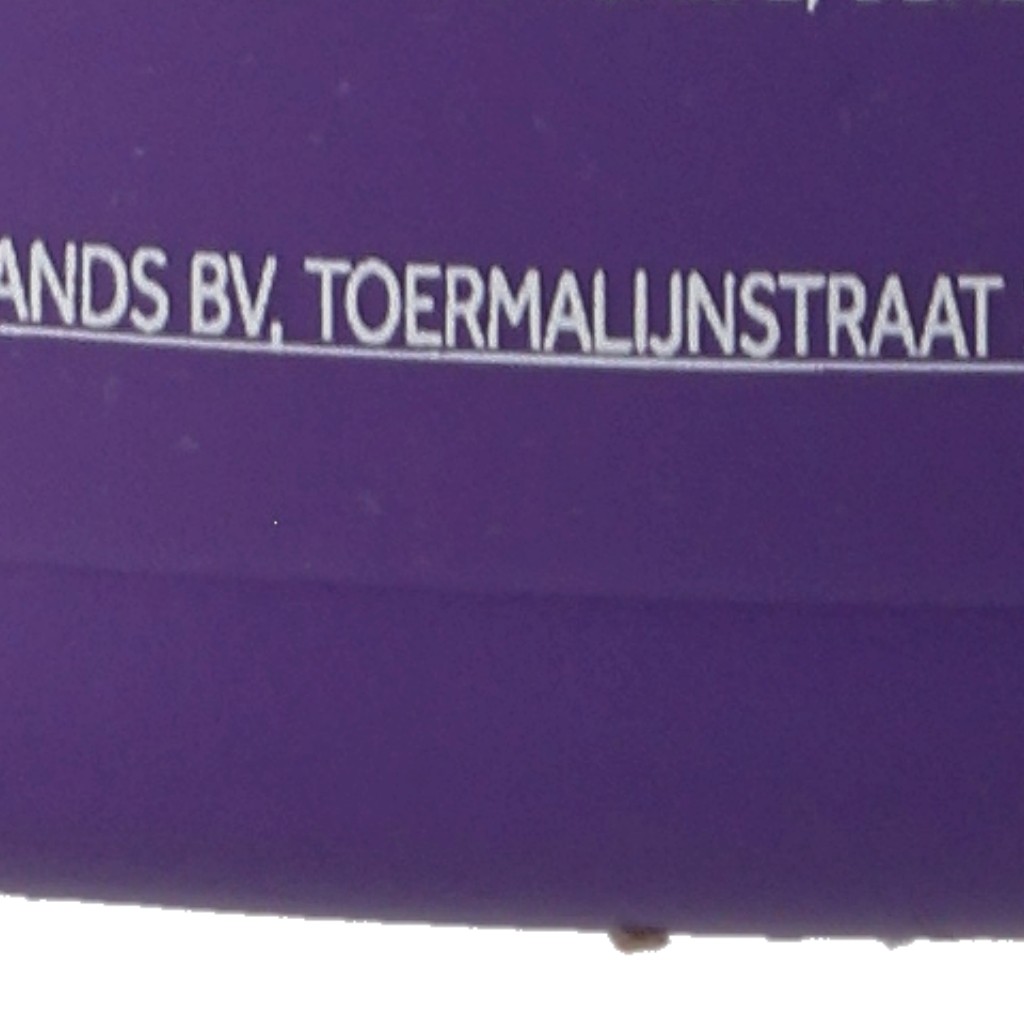 ANDS BV, TOERMALIJNSTRAAT